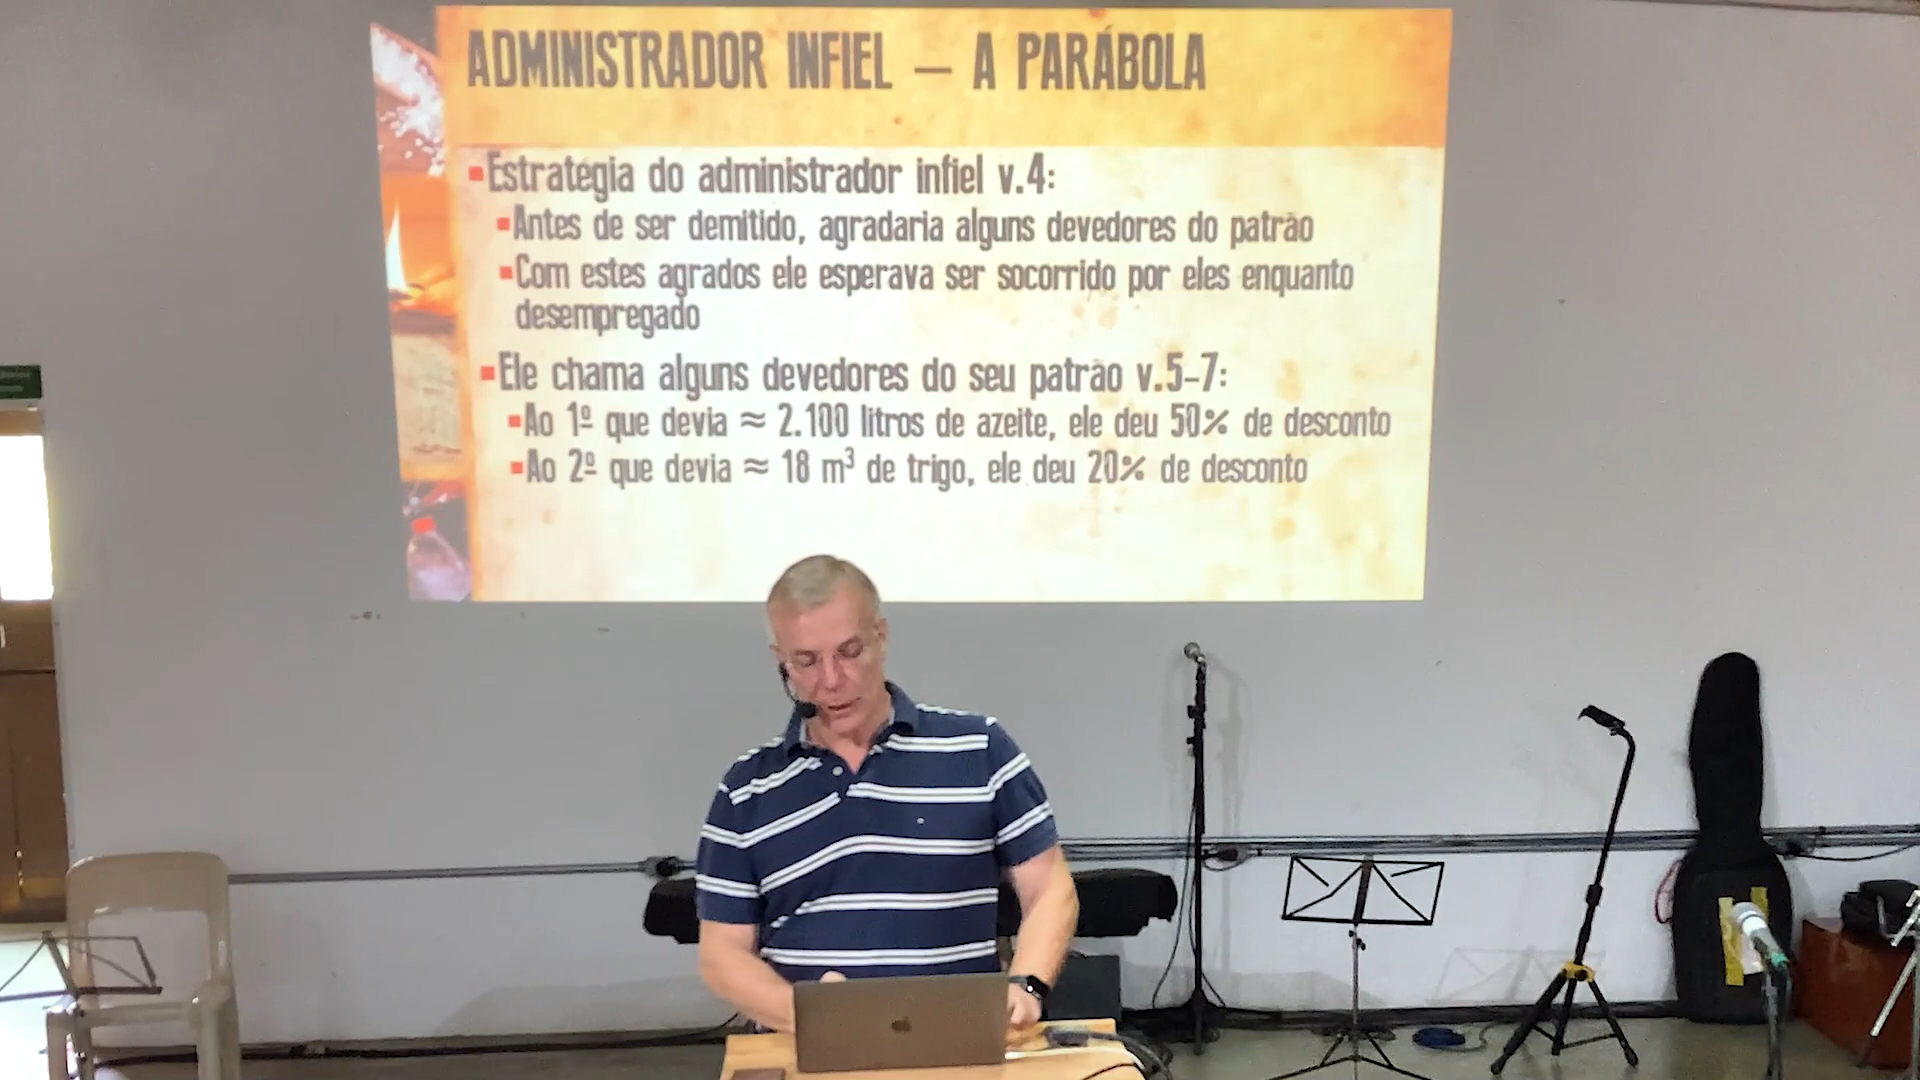 ADMINISTRADOR INFIEL – A PARÁBOLA
▪Estratégia do administrador infiel v.4:
▪Antes de ser demitido, agradaria alguns devedores do patrão
▪Com estes agrados ele esperava ser socorrido por eles enquanto
desempregado
▪Ele chama alguns devedores do seu patrão v.5-7:
▪Ao 1º que devia ≈ 2.100 litros de azeite, ele deu 50% de desconto
▪Ao 2º que devia ≈ 18 m³ de trigo, ele deu 20% de desconto